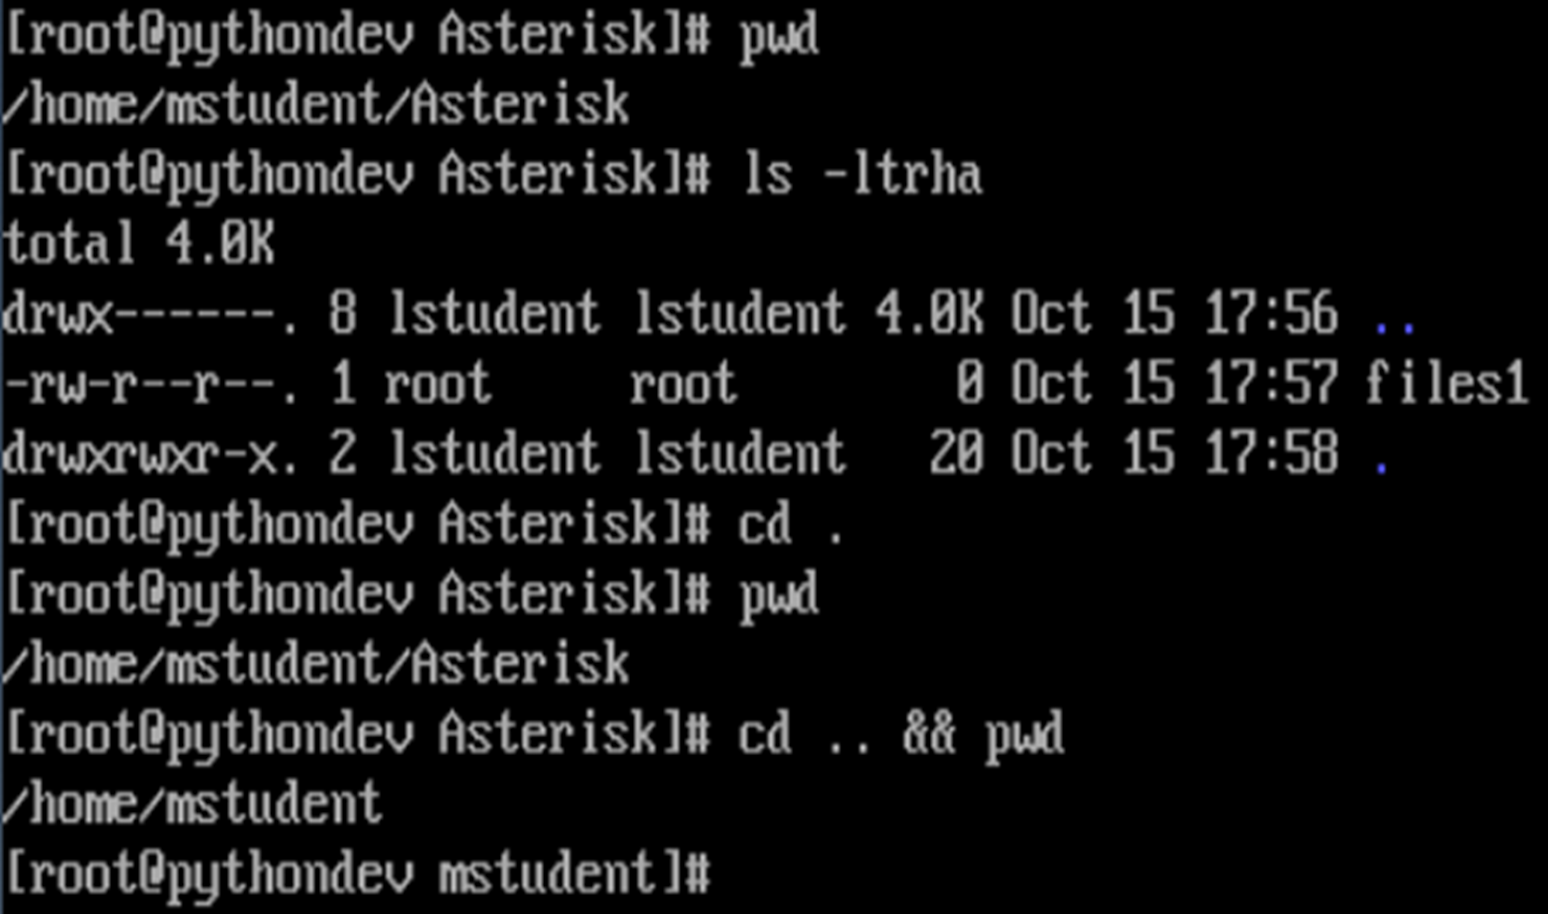 [root@pythondev Asterisk]# pwd
/home/mstudent/Asterisk
[root@pythondev Asterisk]# ls -ltrha
total 4.0K
drwx------. 8 lstudent lstudent 4.0K Oct 15 17:56 ..
-rw-r--r--. 1 root     root        0 Oct 15 17:57 files1
drwxrwxr-x. 2 lstudent lstudent   20 Oct 15 17:58 .
[root@pythondev Asterisk]# cd .
[root@pythondev Asterisk]# pwd
/home/mstudent/Asterisk
[root@pythondev Asterisk]# cd .. && pwd
/home/mstudent
[root@pythondev mstudent]#